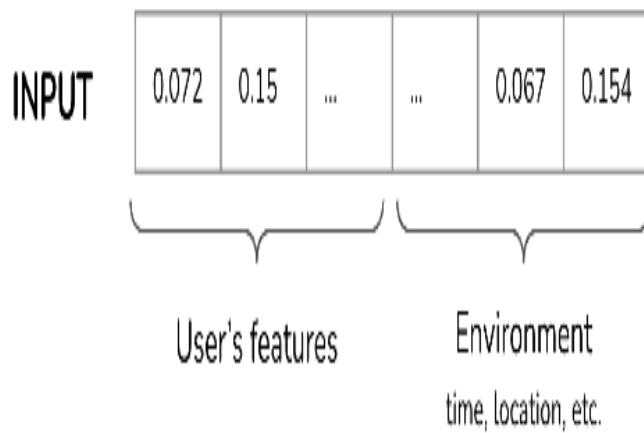 INPUT 0.072 0.15 ... ... 0.067 0.154
User's features
Environment
time, location, etc.